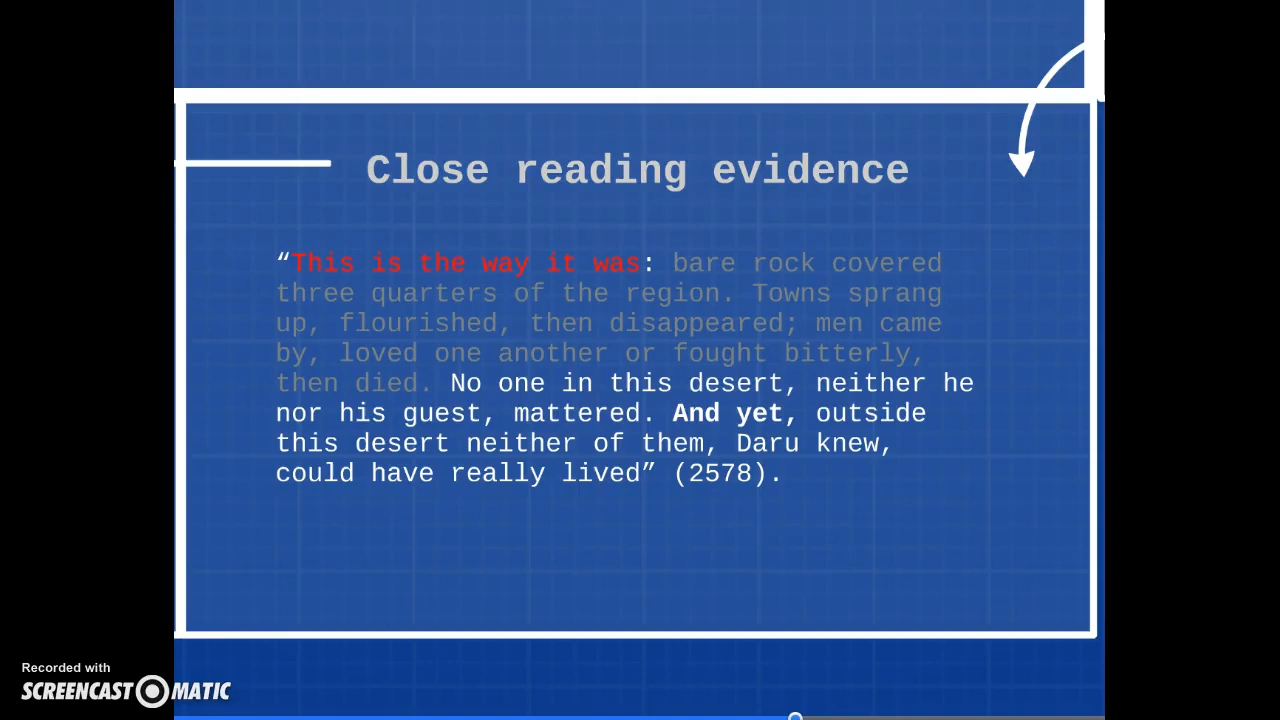 Close reading evidence
“This is the way it was: bare rock covered
three quarters of the region. Towns sprang
up, flourished, then disappeared; men came
by, loved one another or fought bitterly,
then died. No one in this desert, neither he
nor his guest, mattered. And yet, outside
this desert neither of them, Daru knew,
could have really lived” (2578).
Recorded with
SCREENCAST MATIC